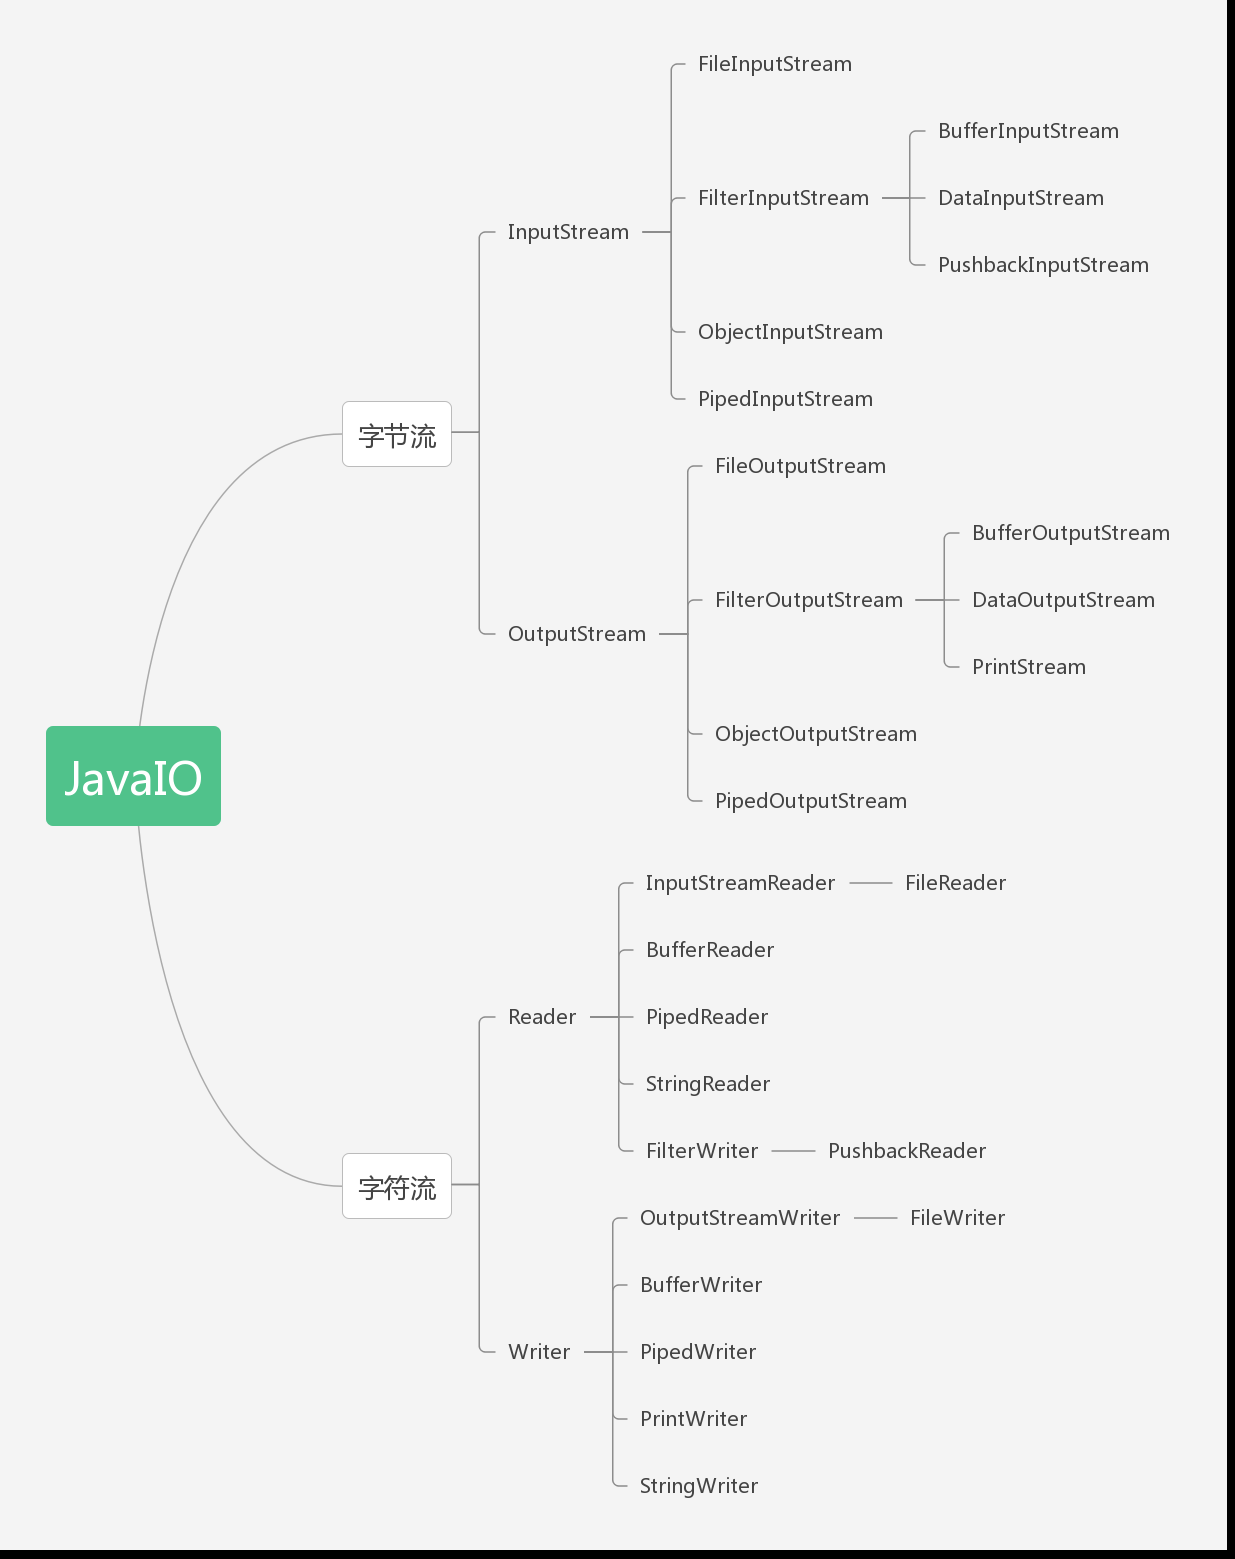 JavaIO
字节流
InputStream
FileInputStream
FilterInputStream
BufferInputStream
DataInputStream
PushbackInputStream
ObjectInputStream
PipedInputStream
OutputStream
FileOutputStream
FilterOutputStream
BufferOutputStream
DataOutputStream
PrintStream
ObjectOutputStream
PipedOutputStream
字符流
Reader
InputStreamReader
FileReader
BufferReader
PipedReader
StringReader
FilterWriter
PushbackReader
Writer
OutputStreamWriter
FileWriter
BufferWriter
PipedWriter
PrintWriter
StringWriter